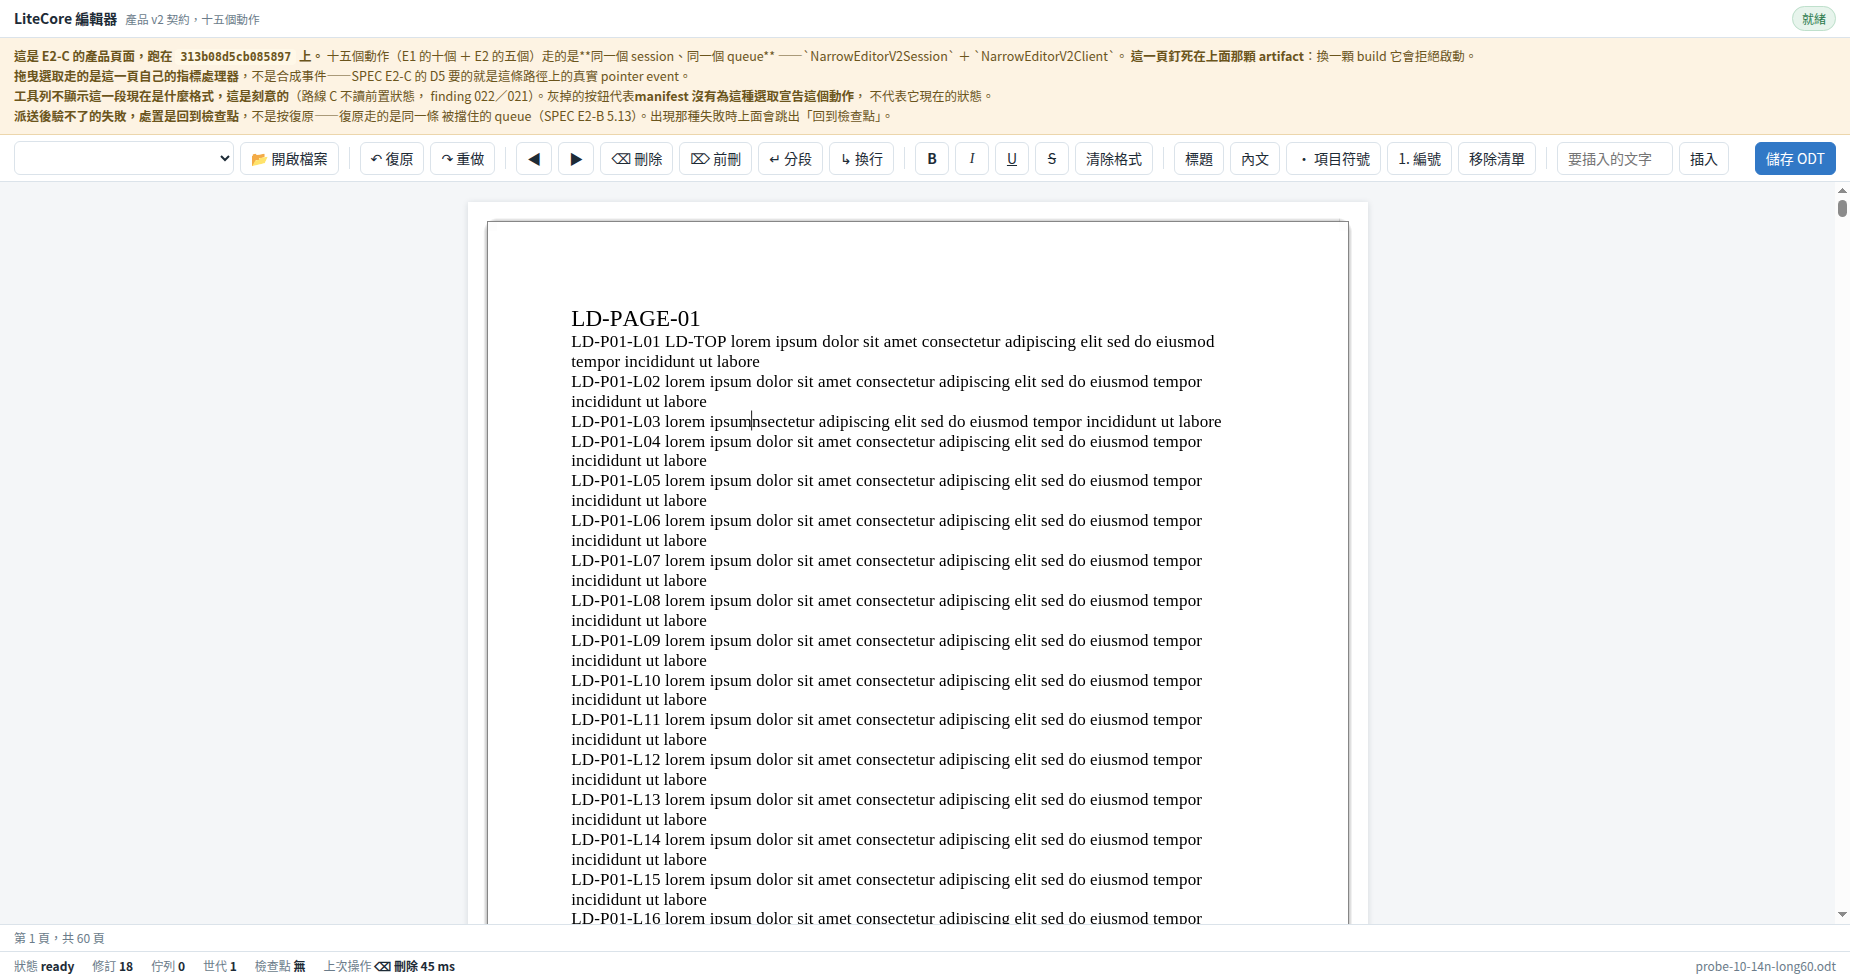 LiteCore 編輯器 產品 v2 契約，十五個動作 就緒
這是 E2-C 的產品頁面，跑在 313b08d5cb085897 上。 十五個動作（E1 的十個 ＋ E2 的五個）走的是**同一個 session、同一個 queue** ——`NarrowEditorV2Session` ＋ `NarrowEditorV2Client`。 這一頁釘死在上面那顆 artifact：換一顆 build 它會拒絕啟動。
拖曳選取走的是這一頁自己的指標處理器，不是合成事件——SPEC E2-C 的 D5 要的就是這條路徑上的真實 pointer event。
工具列不顯示這一段現在是什麼格式，這是刻意的（路線 C 不讀前置狀態， finding 022／021）。灰掉的按鈕代表manifest 沒有為這種選取宣告這個動作， 不代表它現在的狀態。
派送後驗不了的失敗，處置是回到檢查點，不是按復原——復原走的是同一條 被擋住的 queue（SPEC E2-B 5.13）。出現那種失敗時上面會跳出「回到檢查點」。
📂 開啟檔案 ↶ 復原 ↷ 重做 ◀ ▶ ⌫ 刪除 ⌦ 前刪 ↵ 分段 ↳ 換行 B I U S 清除格式 標題 內文 • 項目符號 1. 編號 移除清單 要插入的文字 插入 儲存 ODT
LD-PAGE-01
LD-P01-L01 LD-TOP lorem ipsum dolor sit amet consectetur adipiscing elit sed do eiusmod
tempor incididunt ut labore
LD-P01-L02 lorem ipsum dolor sit amet consectetur adipiscing elit sed do eiusmod tempor
incididunt ut labore
LD-P01-L03 lorem ipsumnsectetur adipiscing elit sed do eiusmod tempor incididunt ut labore
LD-P01-L04 lorem ipsum dolor sit amet consectetur adipiscing elit sed do eiusmod tempor
incididunt ut labore
LD-P01-L05 lorem ipsum dolor sit amet consectetur adipiscing elit sed do eiusmod tempor
incididunt ut labore
LD-P01-L06 lorem ipsum dolor sit amet consectetur adipiscing elit sed do eiusmod tempor
incididunt ut labore
LD-P01-L07 lorem ipsum dolor sit amet consectetur adipiscing elit sed do eiusmod tempor
incididunt ut labore
LD-P01-L08 lorem ipsum dolor sit amet consectetur adipiscing elit sed do eiusmod tempor
incididunt ut labore
LD-P01-L09 lorem ipsum dolor sit amet consectetur adipiscing elit sed do eiusmod tempor
incididunt ut labore
LD-P01-L10 lorem ipsum dolor sit amet consectetur adipiscing elit sed do eiusmod tempor
incididunt ut labore
LD-P01-L11 lorem ipsum dolor sit amet consectetur adipiscing elit sed do eiusmod tempor
incididunt ut labore
LD-P01-L12 lorem ipsum dolor sit amet consectetur adipiscing elit sed do eiusmod tempor
incididunt ut labore
LD-P01-L13 lorem ipsum dolor sit amet consectetur adipiscing elit sed do eiusmod tempor
incididunt ut labore
LD-P01-L14 lorem ipsum dolor sit amet consectetur adipiscing elit sed do eiusmod tempor
incididunt ut labore
LD-P01-L15 lorem ipsum dolor sit amet consectetur adipiscing elit sed do eiusmod tempor
incididunt ut labore
LD-P01-L16 lorem ipsum dolor sit amet consectetur adipiscing elit sed do eiusmod tempor
第 1 頁，共 60 頁
狀態 ready 修訂 18 佇列 0 世代 1 檢查點 無 上次操作 ⌫ 刪除 45 ms probe-10-14n-long60.odt